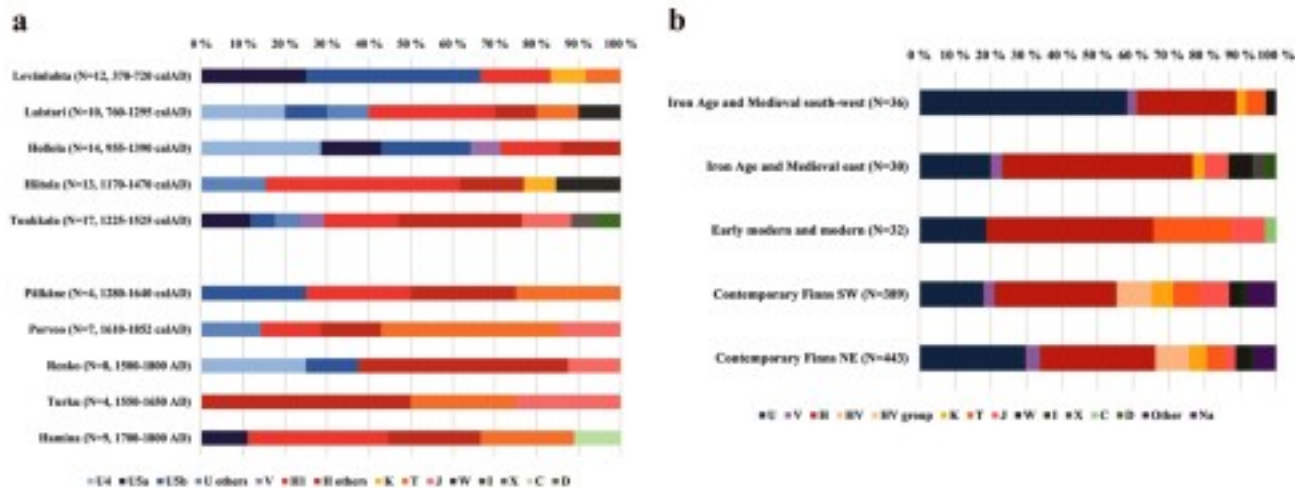 a
0 % 10 % 20 % 30 % 40 % 50 % 60 % 70 % 80 % 90 % 100 %
Levänluhta (N=12, 370-720 calAD)
Luistari (N=10, 760-1295 calAD)
Hollola (N=14, 955-1390 calAD)
Hiitola (N=13, 1170-1470 calAD)
Tuukkala (N=17, 1225-1525 calAD)
Pälkäne (N=4, 1280-1640 calAD)
Porvoo (N=7, 1610-1852 calAD)
Renko (N=8, 1500-1800 AD)
Turku (N=4, 1550-1650 AD)
Hamina (N=9, 1700-1800 AD)
U4 U5a U5b U others V H1 H others K T J W I X C D
b
0 % 10 % 20 % 30 % 40 % 50 % 60 % 70 % 80 % 90 % 100 %
Iron Age and Medieval south-west (N=36)
Iron Age and Medieval east (N=30)
Early modern and modern (N=32)
Contemporary Finns SW (N=389)
Contemporary Finns NE (N=443)
U V H HV HV group K T J W I X C D Other Na